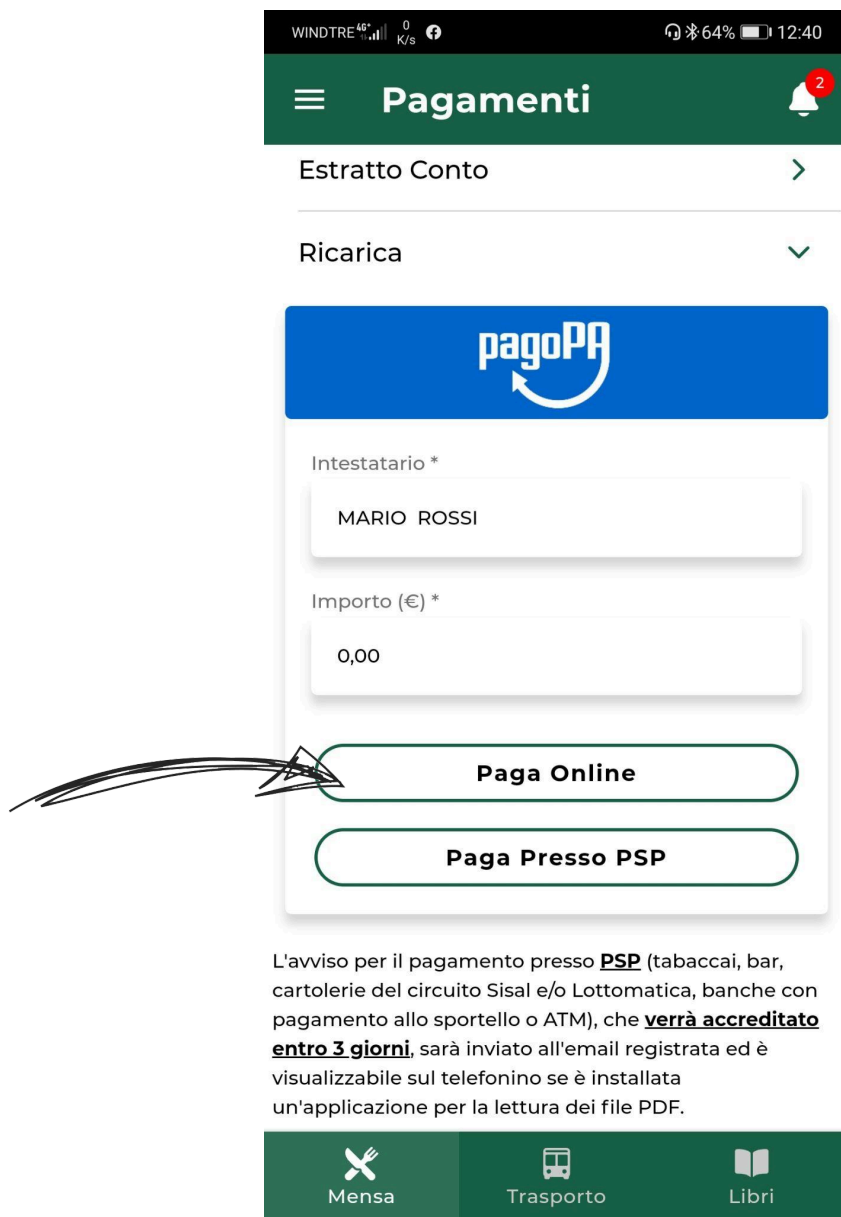 WINDTRE 4G+ 0 K/s 64% 12:40
Pagamenti 2
Estratto Conto
Ricarica
pagoPA
Intestatario *
MARIO ROSSI
Importo (€) *
0,00
Paga Online
Paga Presso PSP
L'avviso per il pagamento presso PSP (tabaccai, bar,
cartolerie del circuito Sisal e/o Lottomatica, banche con
pagamento allo sportello o ATM), che verrà accreditato
entro 3 giorni, sarà inviato all'email registrata ed è
visualizzabile sul telefonino se è installata
un'applicazione per la lettura dei file PDF.
Mensa Trasporto Libri